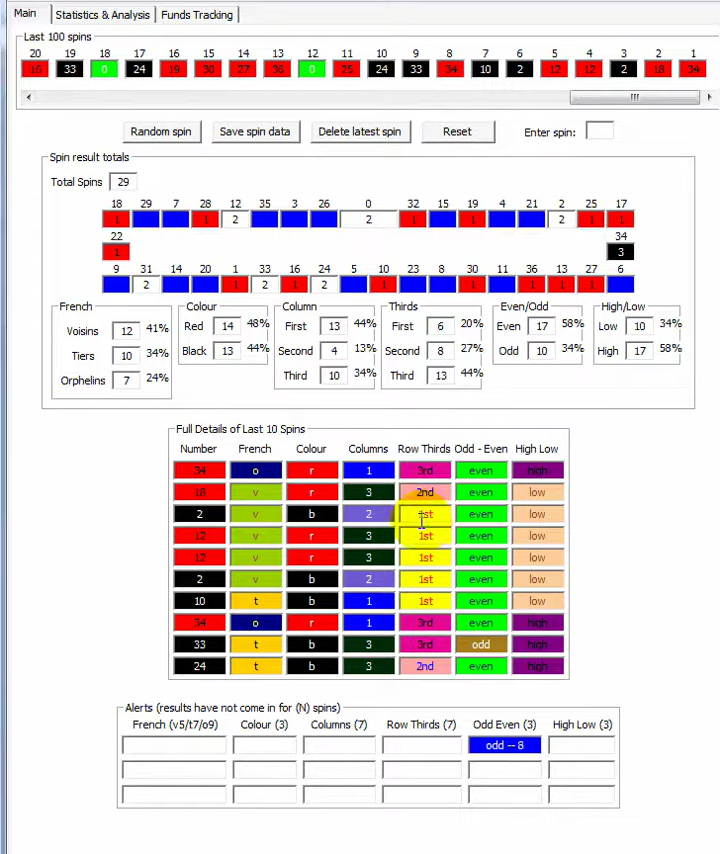 Main Statistics & Analysis Funds Tracking
Last 100 spins
20 19 18 17 16 15 14 13 12 11 10 9 8 7 6 5 4 3 2 1
16 33 0 24 19 30 27 36 0 25 24 33 34 10 2 12 12 2 18 34
Random spin Save spin data Delete latest spin Reset Enter spin:
Spin result totals
Total Spins 29
18 29 7 28 12 35 3 26 0 32 15 19 4 21 2 25 17
1 1 2 2 1 1 2 1 1
22 34
1 3
9 31 14 20 1 33 16 24 5 10 23 8 30 11 36 13 27 6
2 1 2 1 2 1 1 1 1
French Colour Column Thirds Even/Odd High/Low
Voisins 12 41% Red 14 48% First 13 44% First 6 20% Even 17 58% Low 10 34%
Tiers 10 34% Black 13 44% Second 4 13% Second 8 27% Odd 10 34% High 17 58%
Orphelins 7 24% Third 10 34% Third 13 44%
Full Details of Last 10 Spins
Number French Colour Columns Row Thirds Odd - Even High Low
34 o r 1 3rd even high
18 v r 3 2nd even low
2 v b 2 1st even low
12 v r 3 1st even low
12 v r 3 1st even low
2 v b 2 1st even low
10 t b 1 1st even low
34 o r 1 3rd even high
33 t b 3 3rd odd high
24 t b 3 2nd even high
Alerts (results have not come in for (N) spins)
French (v5/t7/o9) Colour (3) Columns (7) Row Thirds (7) Odd Even (3) High Low (3)
odd -- 8